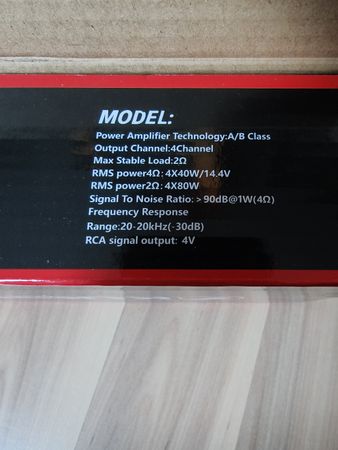 MODEL:
Power Amplifier Technology:A/B Class
Output Channel:4Channel
Max Stable Load:2Ω
RMS power4Ω:4X40W/14.4V
RMS power2Ω:4X80W
Signal To Noise Ratio:>90dB@1W(4Ω)
Frequency Response
Range:20-20kHz(-30dB)
RCA signal output: 4V